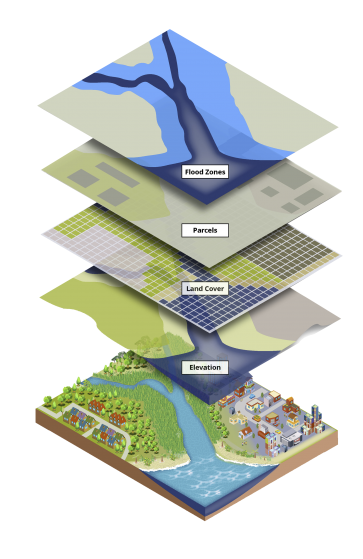 Flood Zones
Parcels
Land Cover
Elevation